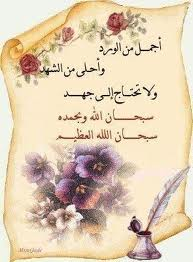 أجمل من الورد
وأحلى من الشهد
ولا تحتاج إلى جهد
سبحان الله وبحمده
سبحان الله العظيم